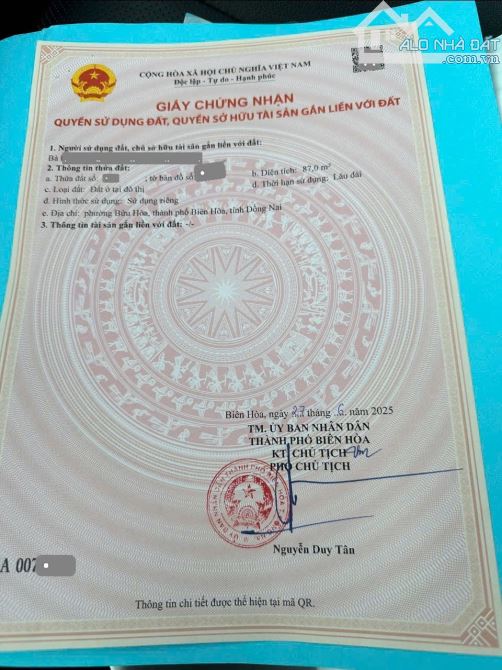 ALO NHÀ ĐẤT
.com.vn
CỘNG HÒA XÃ HỘI CHỦ NGHĨA VIỆT NAM
Độc lập - Tự do - Hạnh phúc
GIẤY CHỨNG NHẬN
QUYỀN SỬ DỤNG ĐẤT, QUYỀN SỞ HỮU TÀI SẢN GẮN LIỀN VỚI ĐẤT
1. Người sử dụng đất, chủ sở hữu tài sản gắn liền với đất:
Bà
2. Thông tin thửa đất:
a. Thửa đất số: ; tờ bản đồ số: b. Diện tích: 87,0 m²
c. Loại đất: Đất ở tại đô thị d. Thời hạn sử dụng: Lâu dài
đ. Hình thức sử dụng: Sử dụng riêng
e. Địa chỉ: phường Bửu Hòa, thành phố Biên Hòa, tỉnh Đồng Nai
3. Thông tin tài sản gắn liền với đất: -/-
Biên Hòa, ngày 27 tháng 6 năm 2025
TM. ỦY BAN NHÂN DÂN
THÀNH PHỐ BIÊN HÒA
KT. CHỦ TỊCH
PHÓ CHỦ TỊCH
Nguyễn Duy Tân
A 007
Thông tin chi tiết được thể hiện tại mã QR.